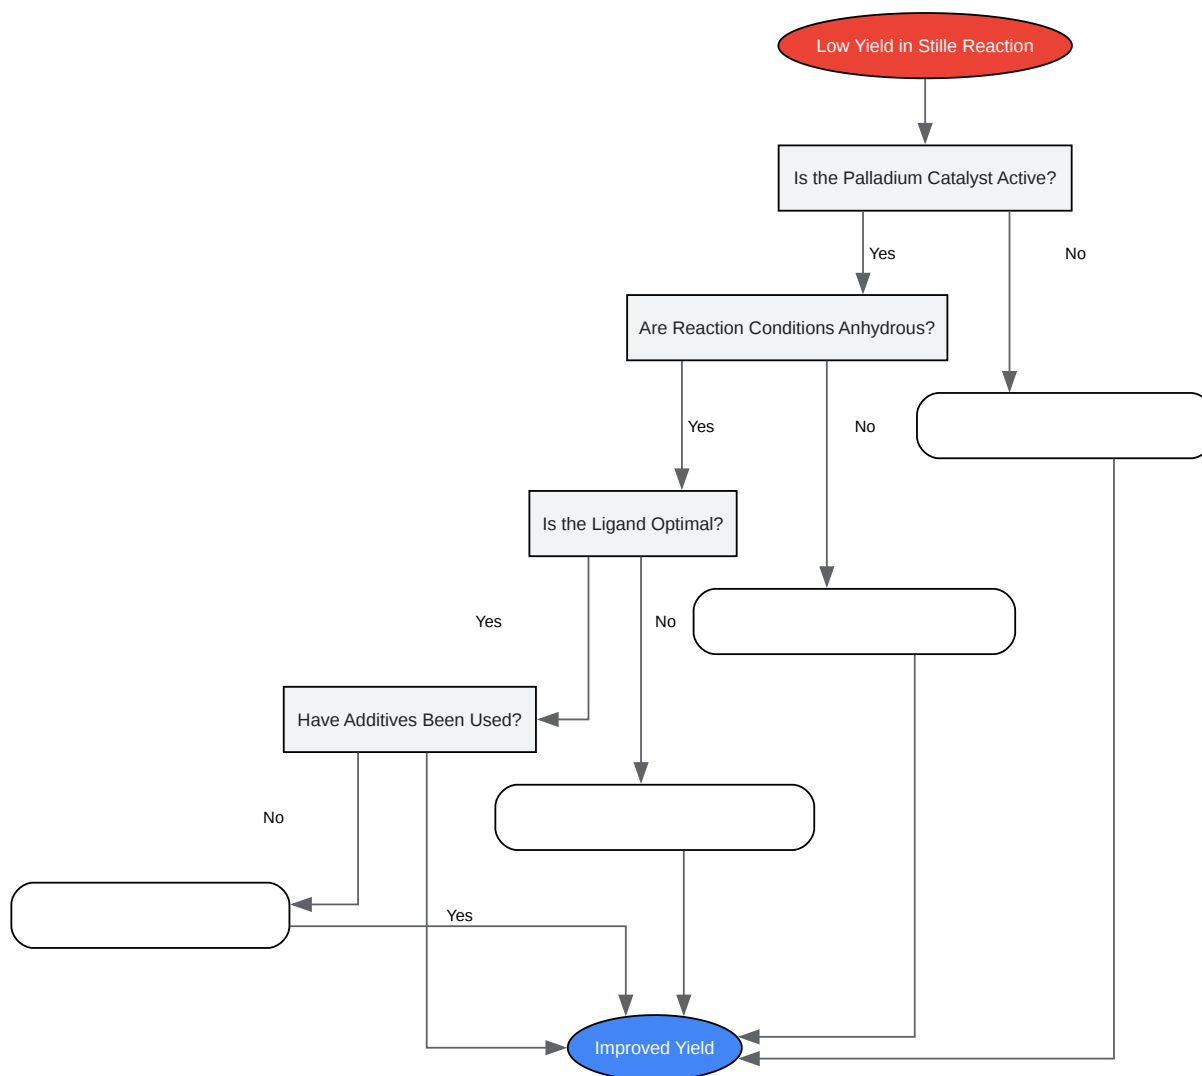 Low Yield in Stille Reaction
Is the Palladium Catalyst Active?
Yes
No
Are Reaction Conditions Anhydrous?
Yes
No
Is the Ligand Optimal?
Yes
No
Have Additives Been Used?
No
Yes
Improved Yield